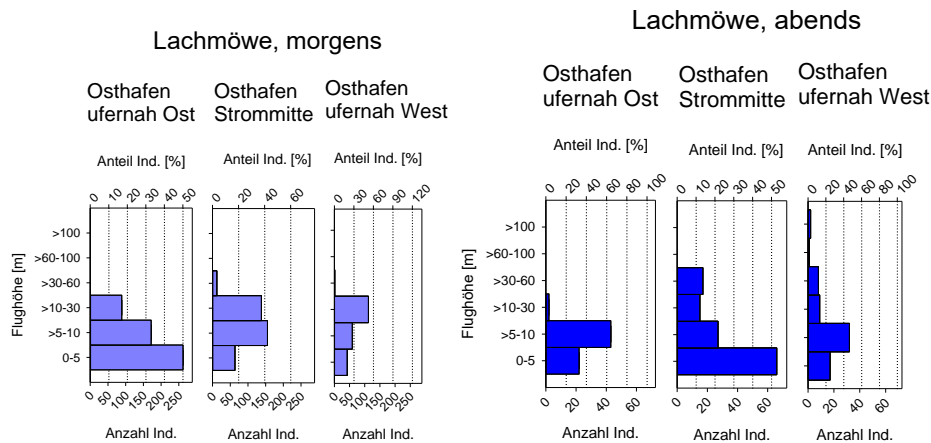 Lachmöwe, morgens
Osthafen ufernah Ost
Osthafen Strommitte
Osthafen ufernah West
Anteil Ind. [%]
Anteil Ind. [%]
Anteil Ind. [%]
0 10 20 30 40 50
0 20 40 60
0 30 60 90 120
Flughöhe [m]
>100
>60-100
>30-60
>10-30
>5-10
0-5
0 50 100 150 200 250
0 50 100 150 200 250
0 50 100 150 200 250
Anzahl Ind.
Anzahl Ind.
Anzahl Ind.
Lachmöwe, abends
Osthafen ufernah Ost
Osthafen Strommitte
Osthafen ufernah West
Anteil Ind. [%]
Anteil Ind. [%]
Anteil Ind. [%]
0 20 40 60 80 100
0 10 20 30 40 50
0 20 40 60 80 100
Flughöhe [m]
>100
>60-100
>30-60
>10-30
>5-10
0-5
0 20 40 60
0 20 40 60
0 20 40 60
Anzahl Ind.
Anzahl Ind.
Anzahl Ind.